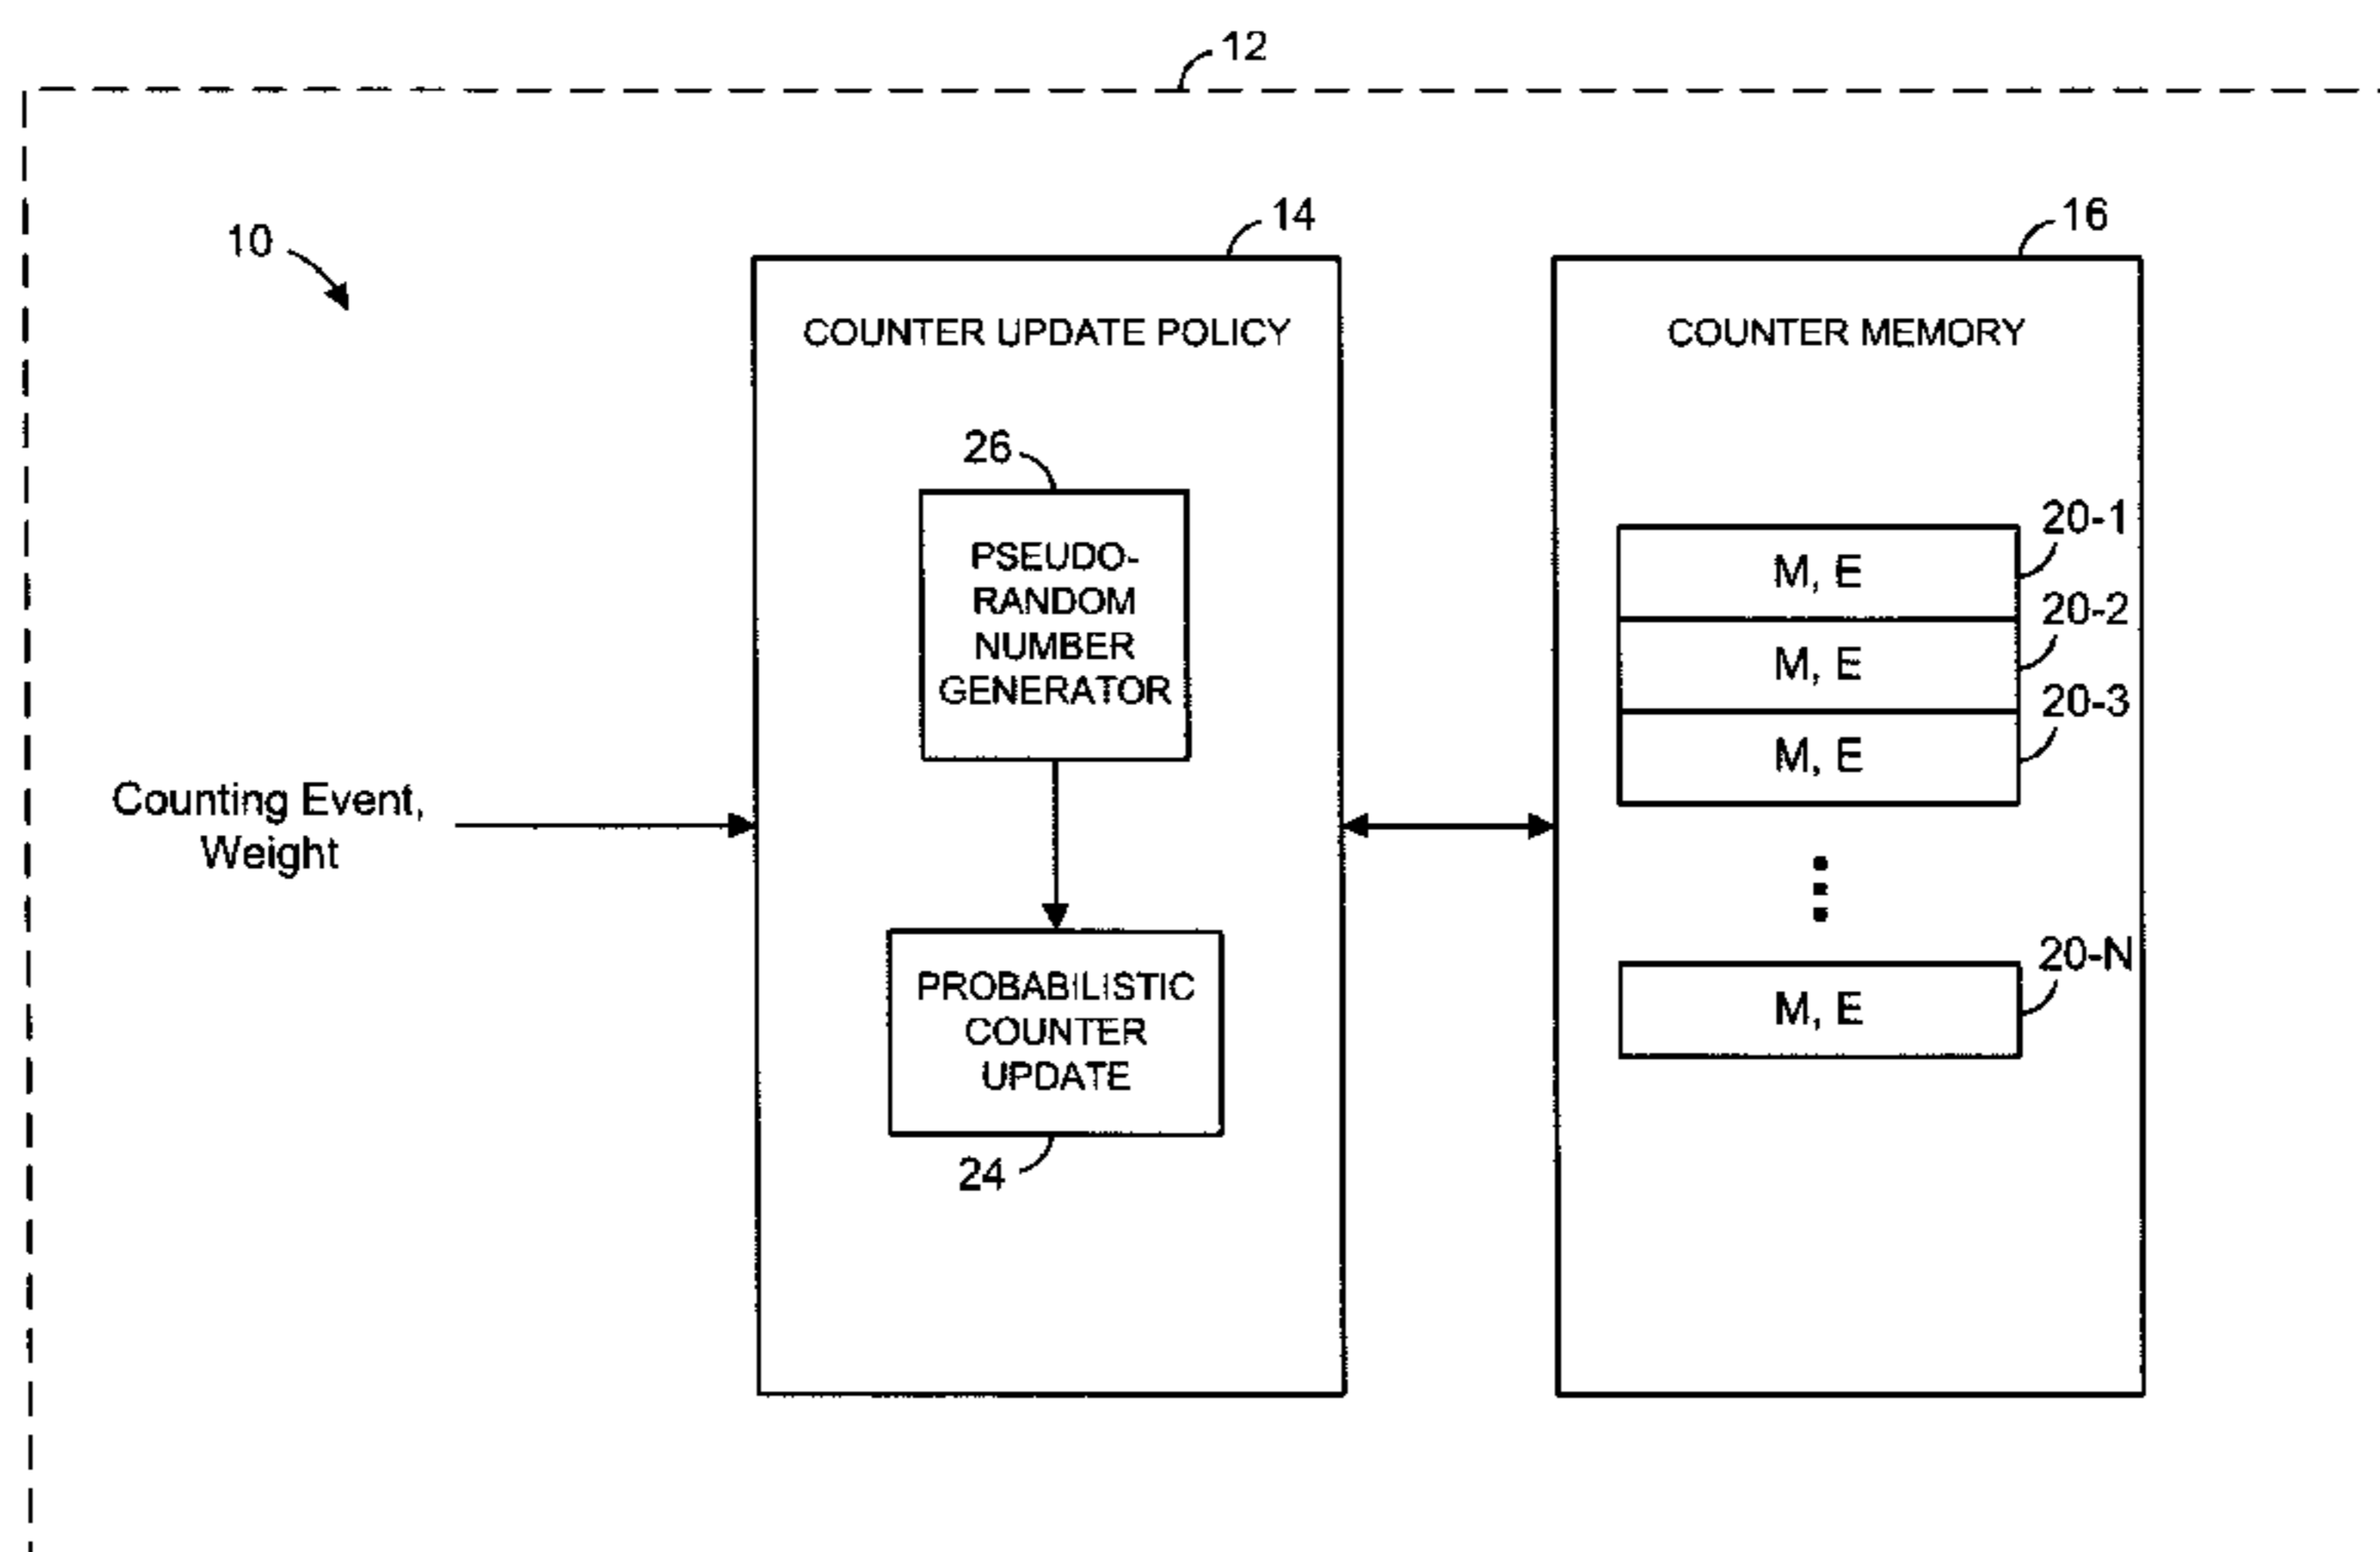 12
10
14
16
COUNTER UPDATE POLICY
COUNTER MEMORY
26
PSEUDO-
RANDOM
NUMBER
GENERATOR
20-1
M, E
20-2
M, E
20-3
M, E
Counting Event,
Weight
20-N
M, E
PROBABILISTIC
COUNTER
UPDATE
24